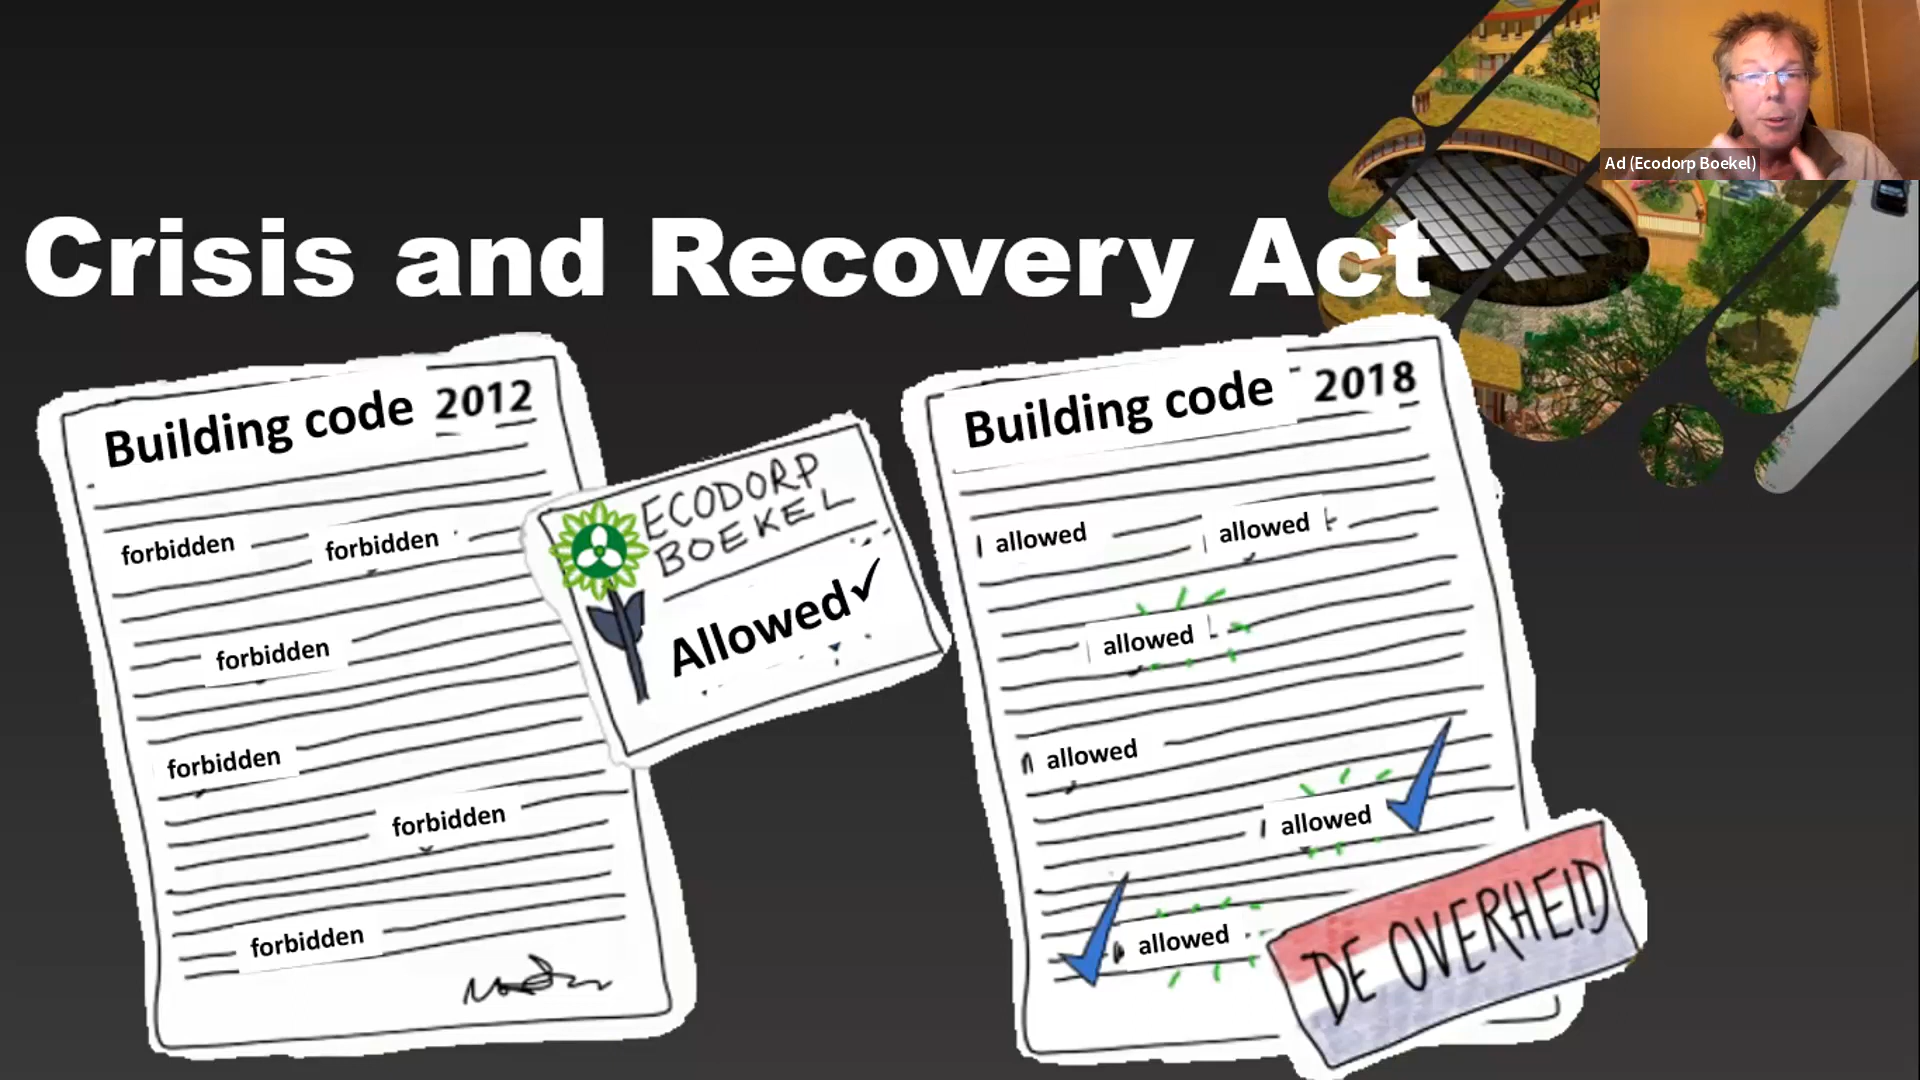 Ad (Ecodorp Boekel)
Crisis and Recovery Act
Building code 2012
forbidden forbidden
forbidden
forbidden
forbidden
forbidden
ECODORP
BOEKEL
Allowed✓
Building code 2018
allowed allowed
allowed
allowed
allowed
allowed
DE OVERHEID